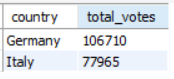 country total_votes
Germany 106710
Italy 77965